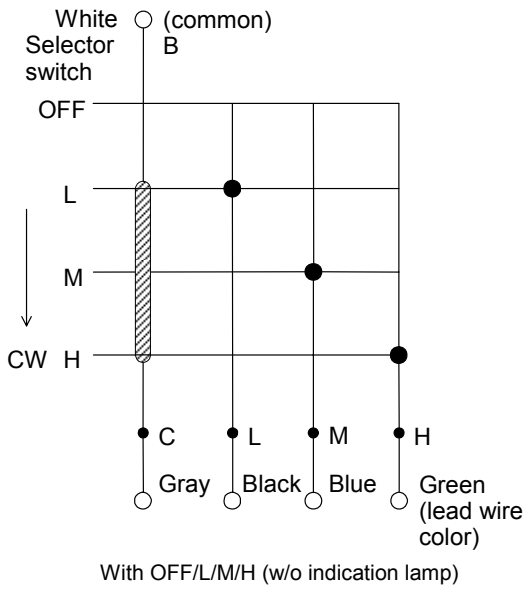 White (common)
Selector B
switch
OFF
L
M
CW H
C L M H
Gray Black Blue Green
(lead wire
color)
With OFF/L/M/H (w/o indication lamp)